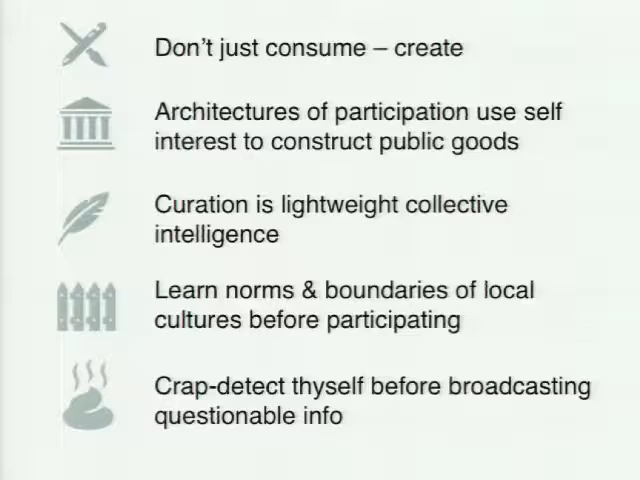 Don't just consume – create
Architectures of participation use self
interest to construct public goods
Curation is lightweight collective
intelligence
Learn norms & boundaries of local
cultures before participating
Crap-detect thyself before broadcasting
questionable info